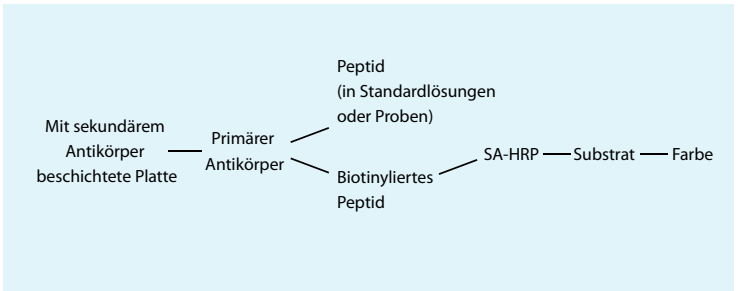 Mit sekundärem
Antikörper
beschichtete Platte
Primärer
Antikörper
Peptid
(in Standardlösungen
oder Proben)
Biotinyliertes
Peptid
SA-HRP
Substrat
Farbe